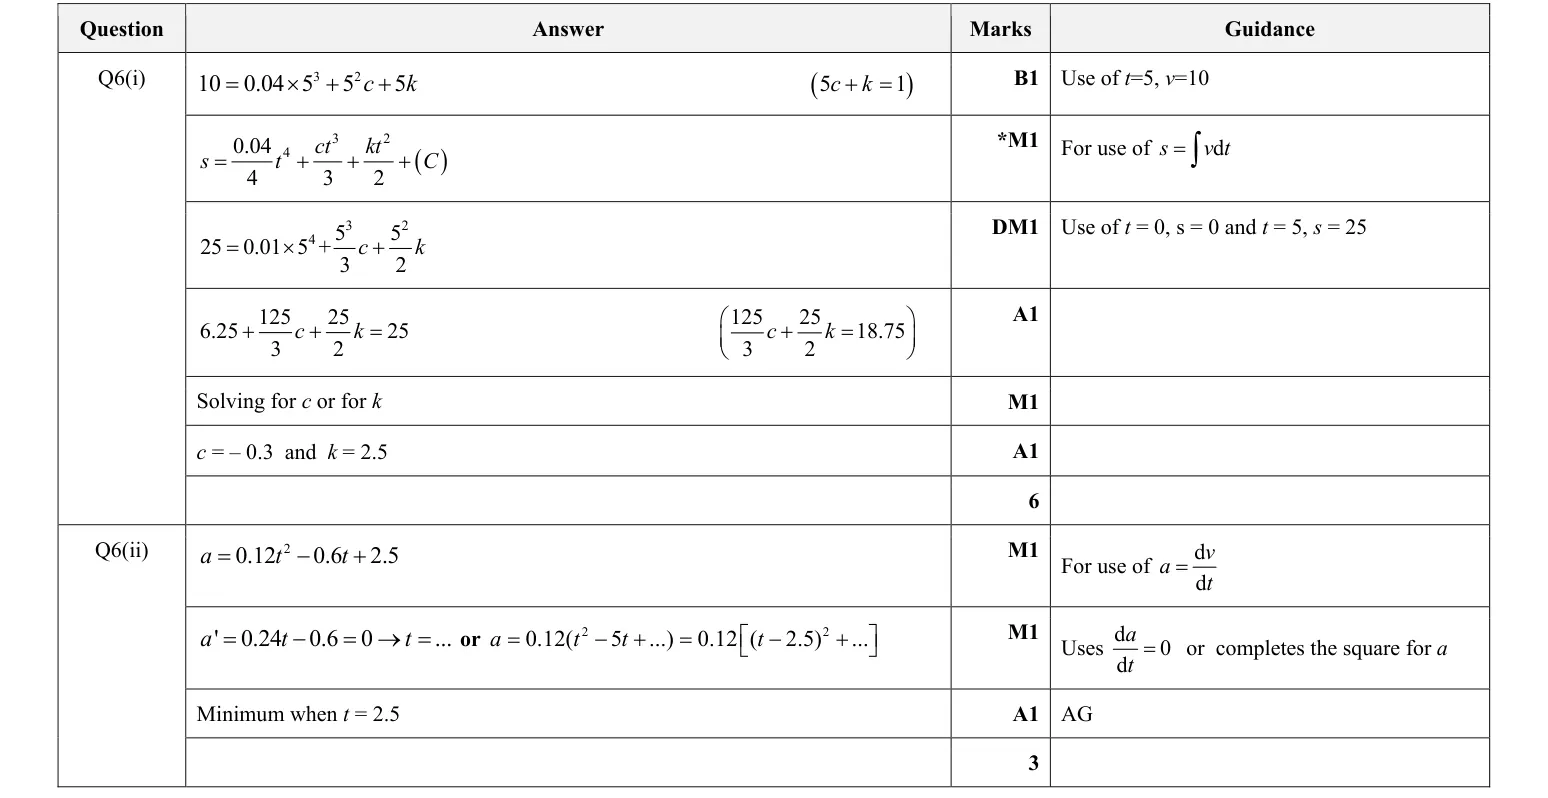 Question Answer Marks Guidance
Q6(i) 10 = 0.04 × 5³ + 5²c + 5k (5c + k = 1) B1 Use of t=5, v=10
s = 0.04/4 t⁴ + ct³/3 + kt²/2 + (C) *M1 For use of s = ∫vdt
25 = 0.01 × 5⁴ + 5³/3 c + 5²/2 k DM1 Use of t = 0, s = 0 and t = 5, s = 25
6.25 + 125/3 c + 25/2 k = 25 (125/3 c + 25/2 k = 18.75) A1
Solving for c or for k M1
c = – 0.3 and k = 2.5 A1
6
Q6(ii) a = 0.12t² − 0.6t + 2.5 M1 For use of a = dv/dt
a' = 0.24t − 0.6 = 0 → t = ... or a = 0.12(t² − 5t + ...) = 0.12[(t − 2.5)² + ...] M1 Uses da/dt = 0 or completes the square for a
Minimum when t = 2.5 A1 AG
3